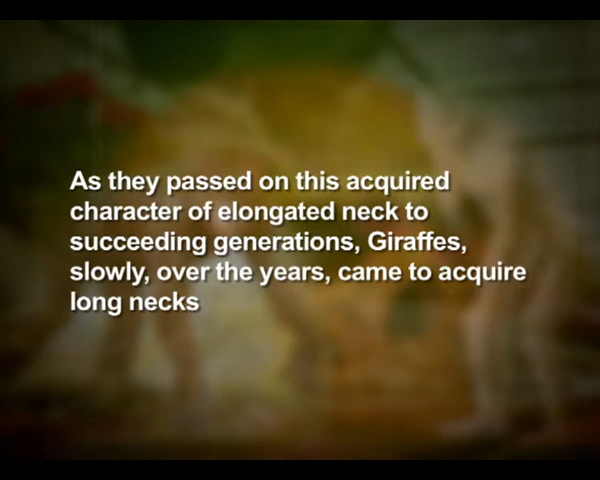 As they passed on this acquired
character of elongated neck to
succeeding generations, Giraffes,
slowly, over the years, came to acquire
long necks